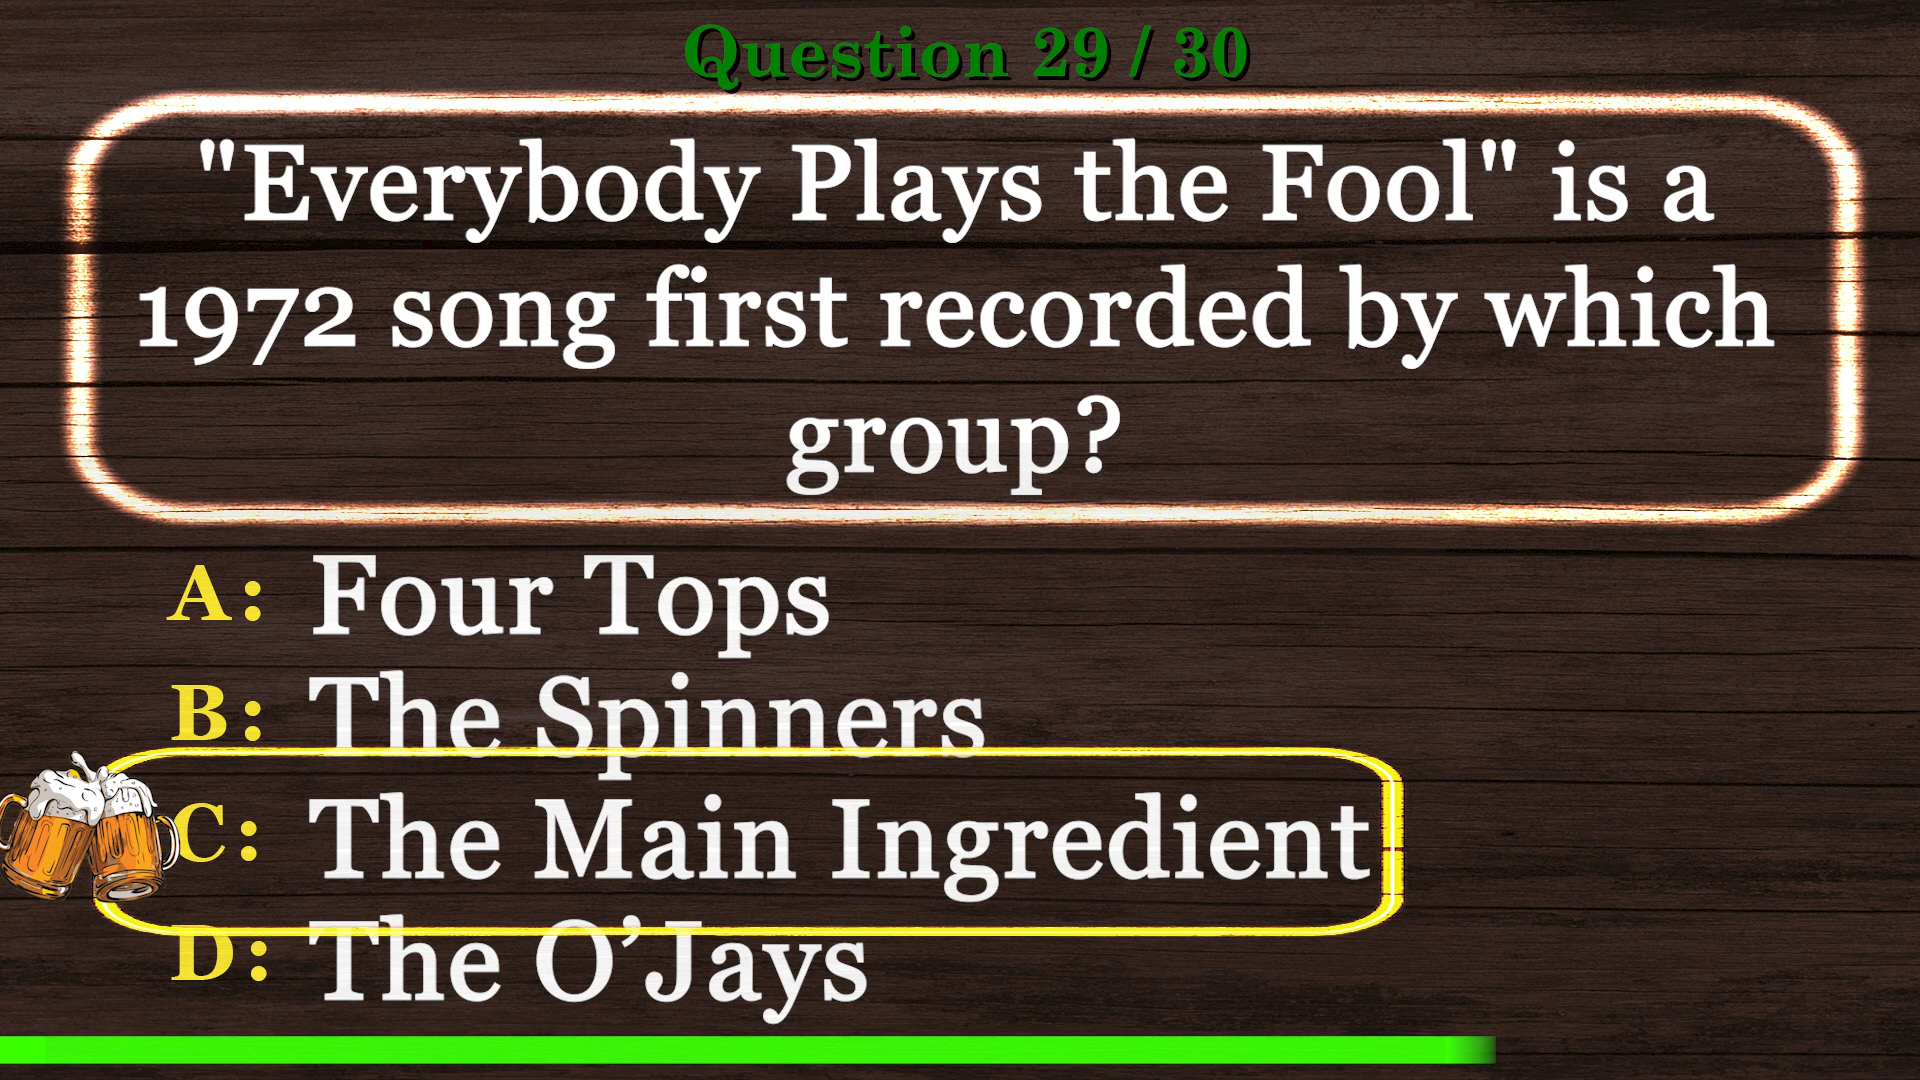 Question 29 / 30
"Everybody Plays the Fool" is a
1972 song first recorded by which
group?
A: Four Tops
B: The Spinners
C: The Main Ingredient
D: The O’Jays